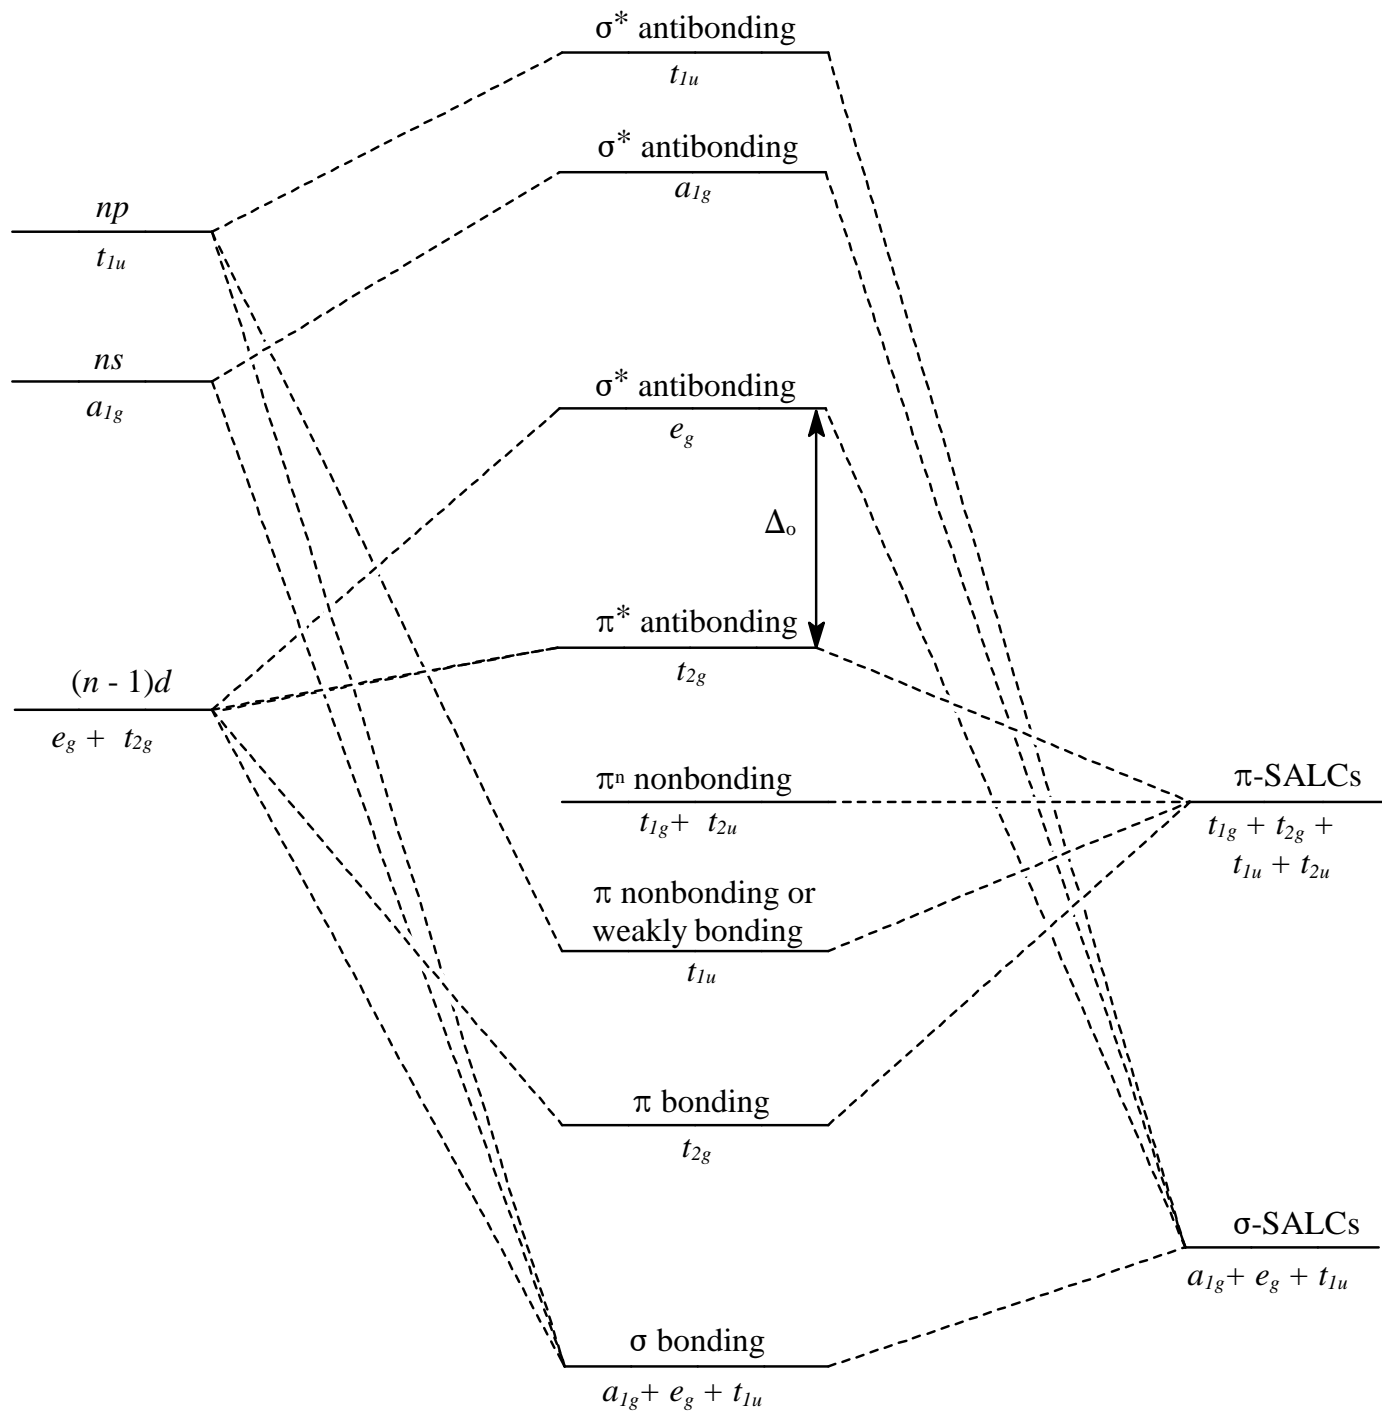 σ* antibonding
t1u
σ* antibonding
a1g
np
t1u
ns
a1g
σ* antibonding
eg
Δo
π* antibonding
t2g
(n - 1)d
eg + t2g
πn nonbonding
t1g+ t2u
π-SALCs
t1g + t2g +
t1u + t2u
π nonbonding or
weakly bonding
t1u
π bonding
t2g
σ-SALCs
a1g+ eg + t1u
σ bonding
a1g+ eg + t1u